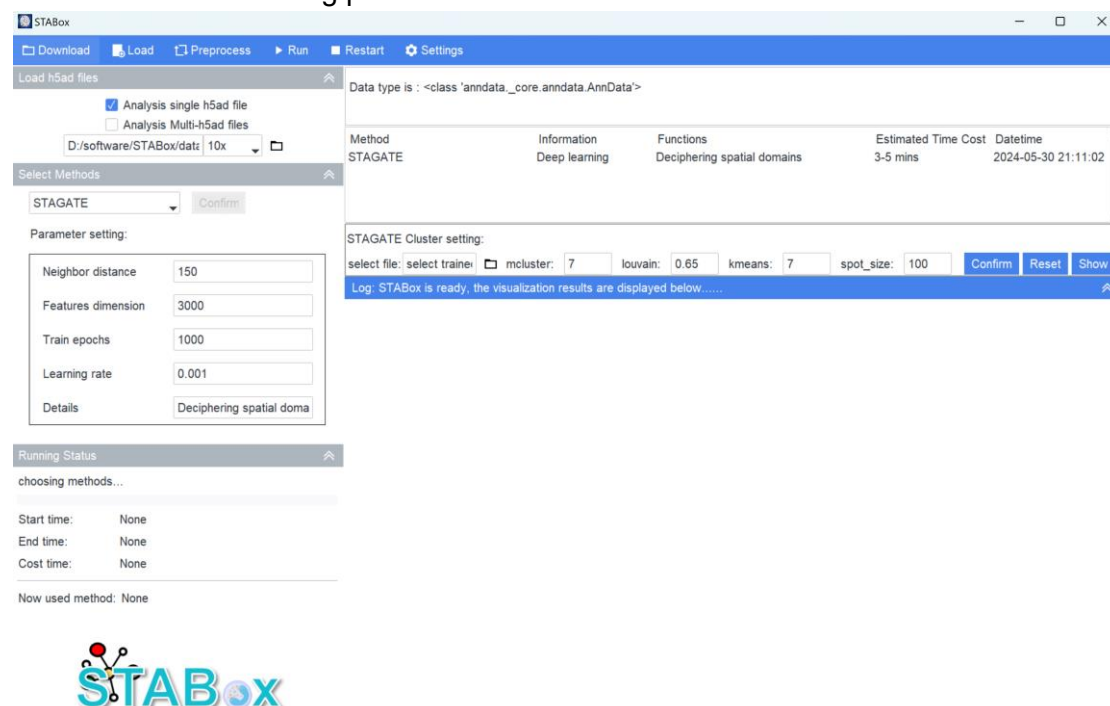 STABox
Download Load Preprocess Run Restart Settings
Load h5ad files
Analysis single h5ad file
Analysis Multi-h5ad files
D:/software/STABox/data 10x
Select Methods
STAGATE Confirm
Parameter setting:
Neighbor distance 150
Features dimension 3000
Train epochs 1000
Learning rate 0.001
Details Deciphering spatial doma
Running Status
choosing methods...
Start time: None
End time: None
Cost time: None
Now used method: None
STABox
Data type is : <class 'anndata._core.anndata.AnnData'>
Method Information Functions Estimated Time Cost Datetime
STAGATE Deep learning Deciphering spatial domains 3-5 mins 2024-05-30 21:11:02
STAGATE Cluster setting:
select file: select traine mcluster: 7 louvain: 0.65 kmeans: 7 spot_size: 100 Confirm Reset Show
Log: STABox is ready, the visualization results are displayed below......